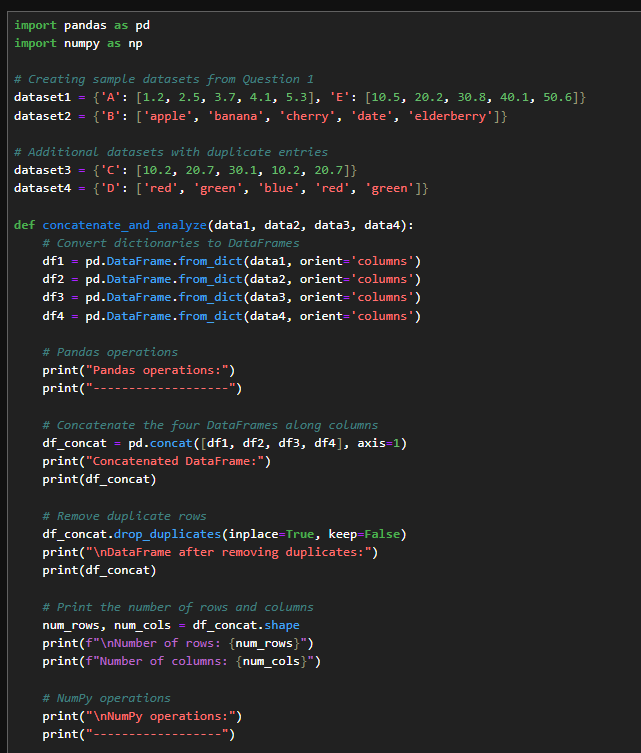 import pandas as pd
import numpy as np

# Creating sample datasets from Question 1
dataset1 = {'A': [1.2, 2.5, 3.7, 4.1, 5.3], 'E': [10.5, 20.2, 30.8, 40.1, 50.6]}
dataset2 = {'B': ['apple', 'banana', 'cherry', 'date', 'elderberry']}

# Additional datasets with duplicate entries
dataset3 = {'C': [10.2, 20.7, 30.1, 10.2, 20.7]}
dataset4 = {'D': ['red', 'green', 'blue', 'red', 'green']}

def concatenate_and_analyze(data1, data2, data3, data4):
    # Convert dictionaries to DataFrames
    df1 = pd.DataFrame.from_dict(data1, orient='columns')
    df2 = pd.DataFrame.from_dict(data2, orient='columns')
    df3 = pd.DataFrame.from_dict(data3, orient='columns')
    df4 = pd.DataFrame.from_dict(data4, orient='columns')

    # Pandas operations
    print("Pandas operations:")
    print("-------------------")

    # Concatenate the four DataFrames along columns
    df_concat = pd.concat([df1, df2, df3, df4], axis=1)
    print("Concatenated DataFrame:")
    print(df_concat)

    # Remove duplicate rows
    df_concat.drop_duplicates(inplace=True, keep=False)
    print("\nDataFrame after removing duplicates:")
    print(df_concat)

    # Print the number of rows and columns
    num_rows, num_cols = df_concat.shape
    print(f"\nNumber of rows: {num_rows}")
    print(f"Number of columns: {num_cols}")

    # NumPy operations
    print("\nNumPy operations:")
    print("------------------")